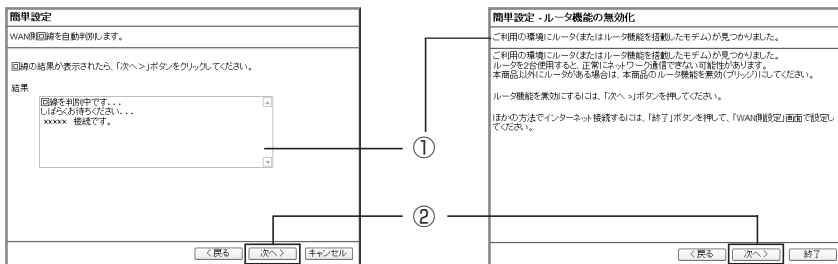 簡単設定
WAN側回線を自動判別します。
回線の結果が表示されたら、「次へ>」ボタンをクリックしてください。
結果
回線を判別中です...
しばらくお待ちください...
xxxxx 接続です。
<戻る 次へ> キャンセル
①
②
簡単設定 - ルータ機能の無効化
ご利用の環境にルータ(またはルータ機能を搭載したモデム)が見つかりました。
ご利用の環境にルータ(またはルータ機能を搭載したモデム)が見つかりました。
ルータを2台使用すると、正常にネットワーク通信できない可能性があります。
本商品以外にルータがある場合は、本商品のルータ機能を無効(ブリッジ)にしてください。
ルータ機能を無効にするには、「次へ >」ボタンを押してください。
ほかの方法でインターネット接続するには、「終了」ボタンを押して、「WAN側設定」画面で設定し
てください。
<戻る 次へ> 終了